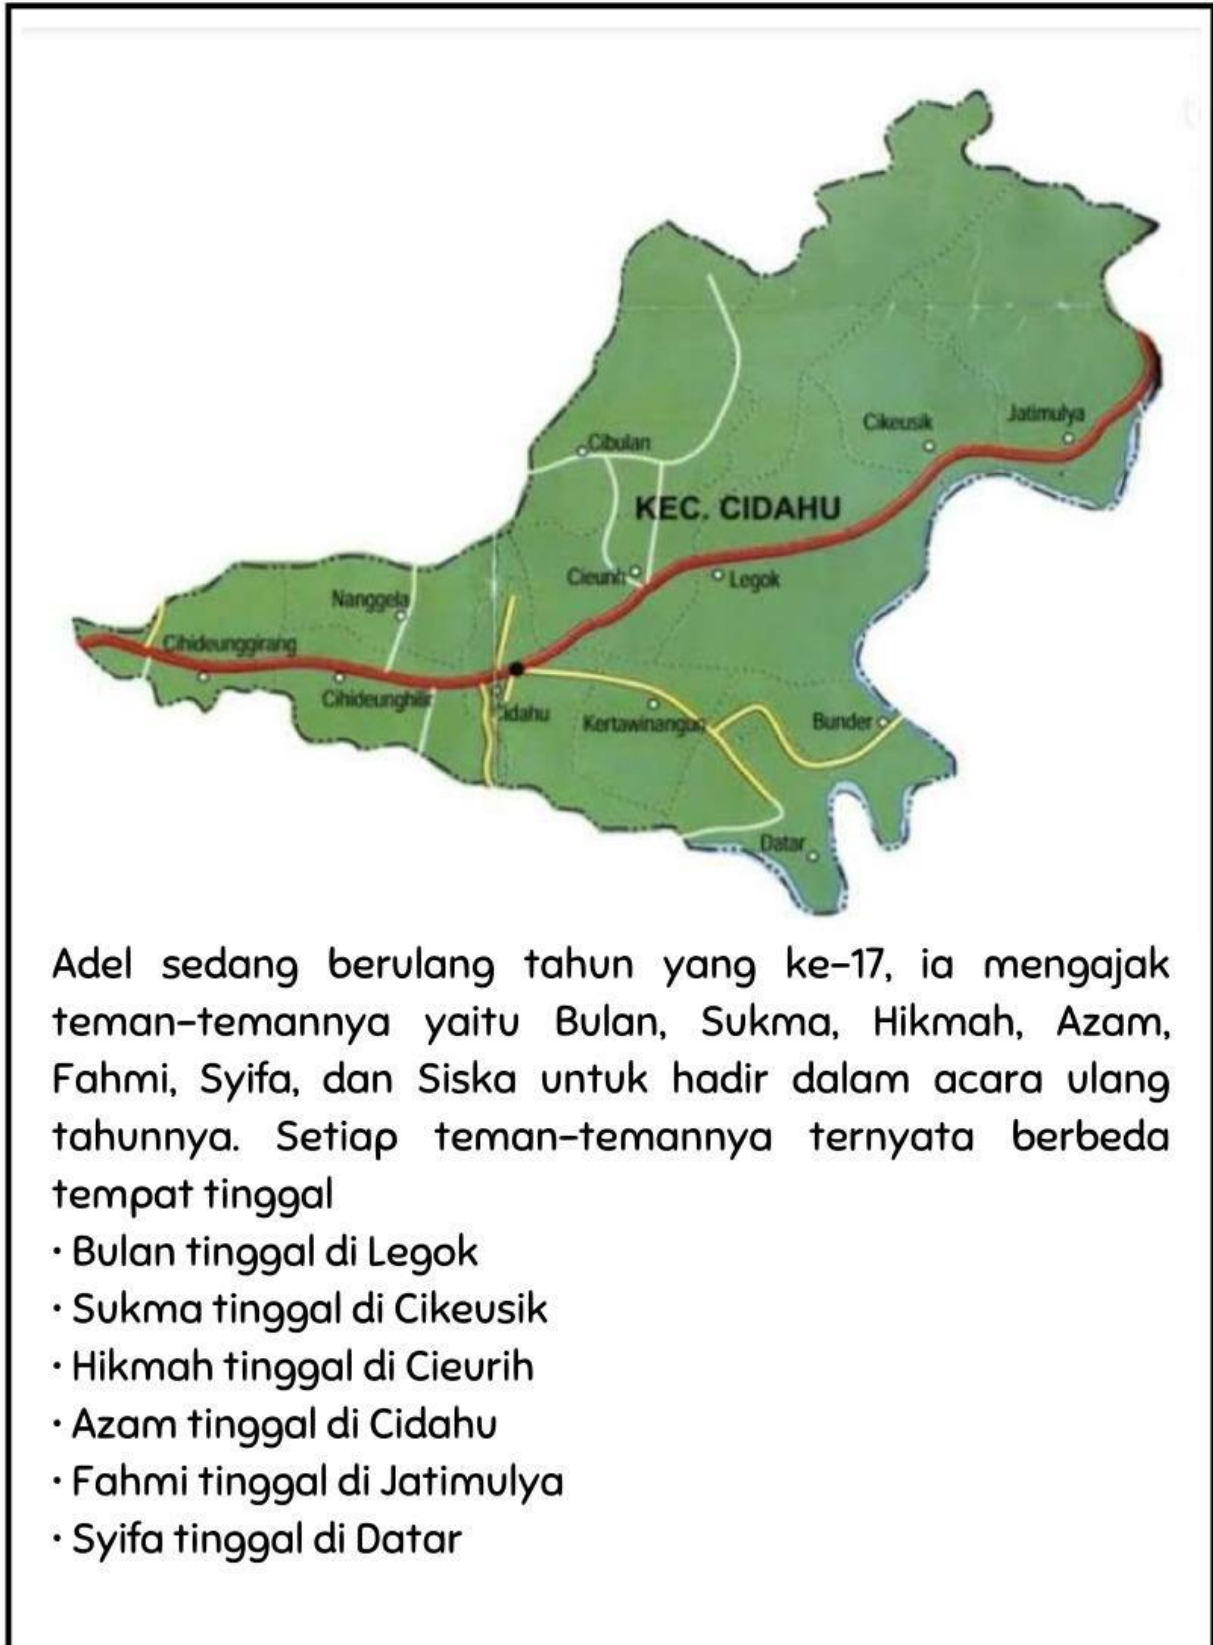 Cibulan
Cikeusik
Jatimulya
KEC. CIDAHU
Legok
Nanggela
Cihideunggirang
Kertawinangun
Bunder
Datar
Adel sedang berulang tahun yang ke-17, ia mengajak
teman-temannya yaitu Bulan, Sukma, Hikmah, Azam,
Fahmi, Syifa, dan Siska untuk hadir dalam acara ulang
tahunnya. Setiap teman-temannya ternyata berbeda
tempat tinggal
• Bulan tinggal di Legok
• Sukma tinggal di Cikeusik
• Hikmah tinggal di Cieurih
• Azam tinggal di Cidahu
• Fahmi tinggal di Jatimulya
• Syifa tinggal di Datar